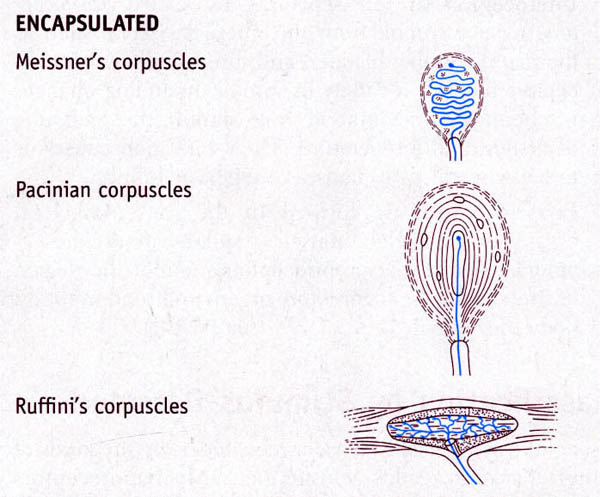 ENCAPSULATED
Meissner's corpuscles
Pacinian corpuscles
Ruffini's corpuscles